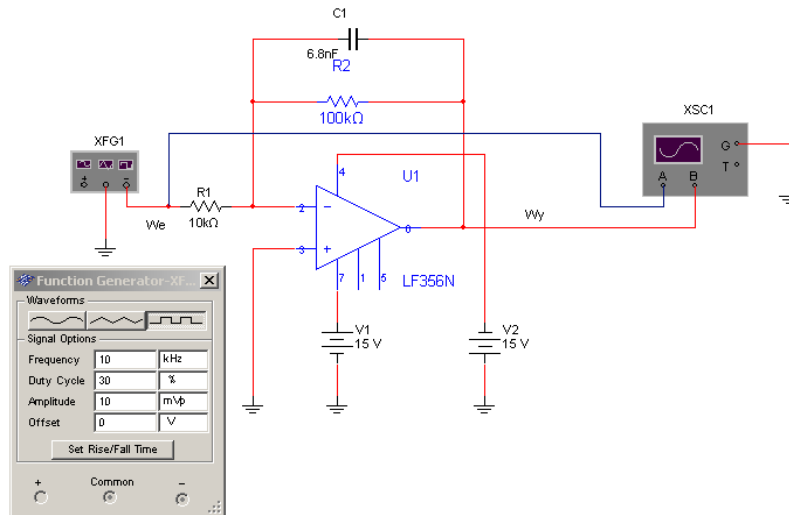 C1
6.8nF
R2
100kΩ
XSC1
G
T
A B
XFG1
R1
10kΩ
We
U1
4
2
3
6
7 1 5
LF356N
Wy
V1
15 V
V2
15 V
Function Generator-XF...
Waveforms
Signal Options
Frequency 10 kHz
Duty Cycle 30 %
Amplitude 10 mVp
Offset 0 V
Set Rise/Fall Time
+ Common −